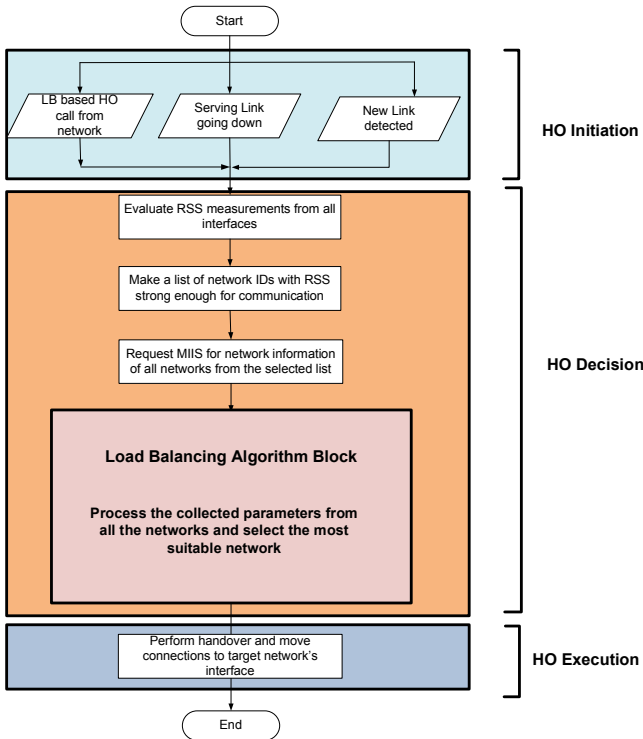 Start
LB based HO
call from
network
Serving Link
going down
New Link
detected
HO Initiation
Evaluate RSS measurements from all
interfaces
Make a list of network IDs with RSS
strong enough for communication
Request MIIS for network information
of all networks from the selected list
HO Decision
Load Balancing Algorithm Block
Process the collected parameters from
all the networks and select the most
suitable network
Perform handover and move
connections to target network's
interface
HO Execution
End